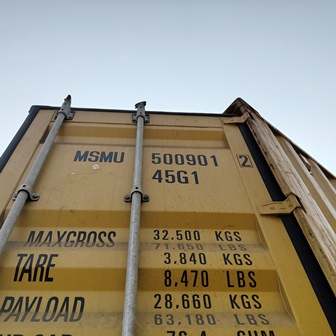 MSMU 500901 2
45G1
MAXGROSS 32.500 KGS
71.650 LBS
TARE 3.840 KGS
8,470 LBS
PAYLOAD 28,660 KGS
63.180 LBS
CUM